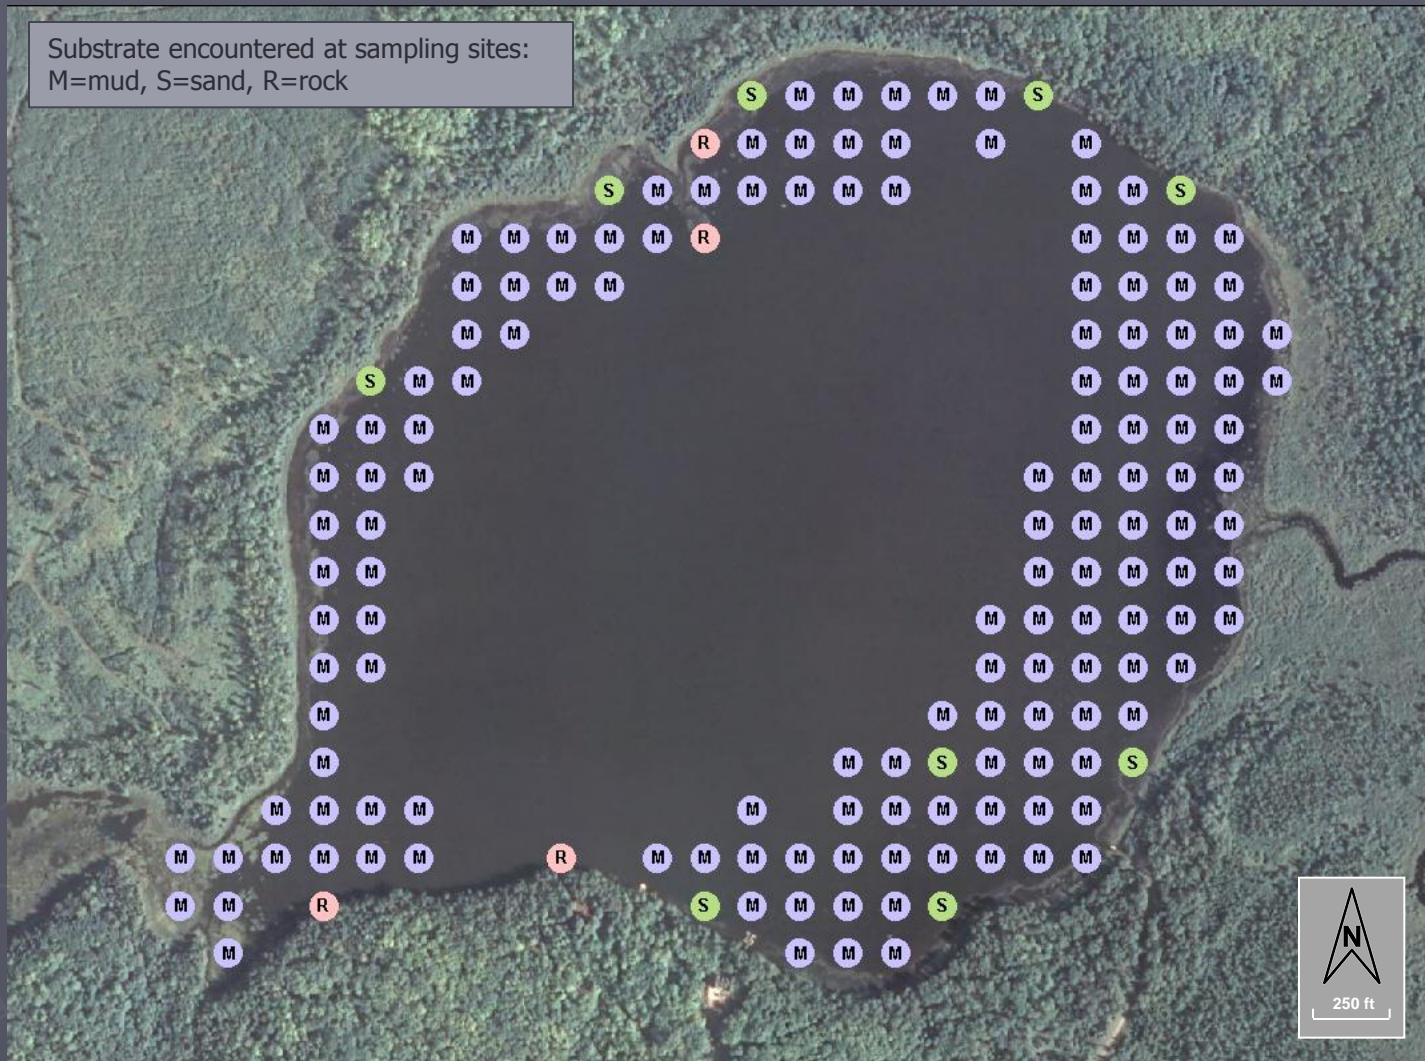 Substrate encountered at sampling sites:
M=mud, S=sand, R=rock
S M M M M M S
R M M M M M M
S M M M M M M M M S
M M M M M R M M M M
M M M M M M M M
M M M M M M M
S M M M M M M M
M M M M M M M
M M M M M M M M
M M M M M M M
M M M M M M M
M M M M M M M M
M M M M M M M
M M M M M M
M M M S M M M S
M M M M M M M M M M M
M M M M M M R M M M M M M M M M M
M M R S M M M M S
M M M M
N
250 ft